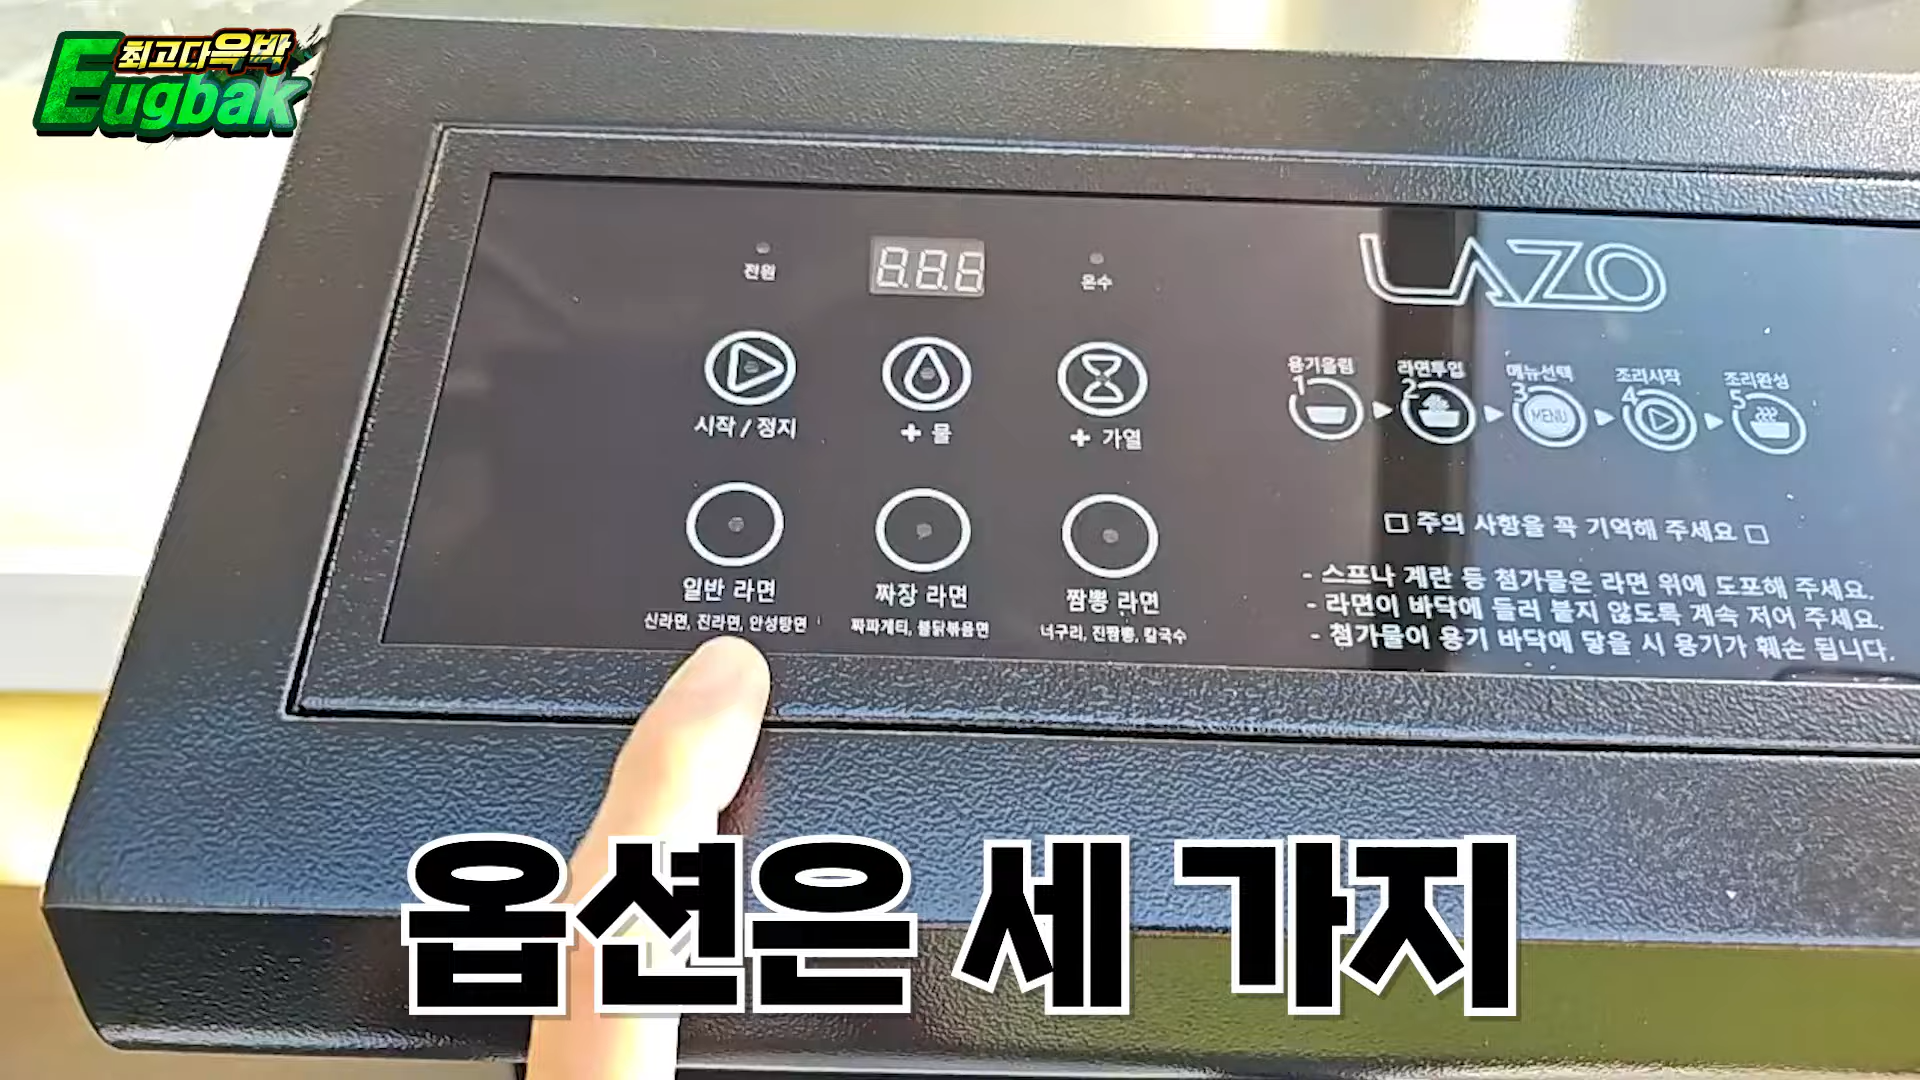 최고다윽박
Eugbak
전원
8.8.8
온수
LAZO
시작 / 정지
+ 물
+ 가열
용기올림
라면투입
메뉴선택
조리시작
조리완성
1
2
3
4
5
MENU
일반 라면
짜장 라면
짬뽕 라면
신라면, 진라면, 안성탕면
짜파게티, 불닭볶음면
너구리, 진짬뽕, 칼국수
□ 주의 사항을 꼭 기억해 주세요 □
- 스프나 계란 등 첨가물은 라면 위에 도포해 주세요.
- 라면이 바닥에 들러 붙지 않도록 계속 저어 주세요.
- 첨가물이 용기 바닥에 닿을 시 용기가 훼손 됩니다.
옵션은 세 가지